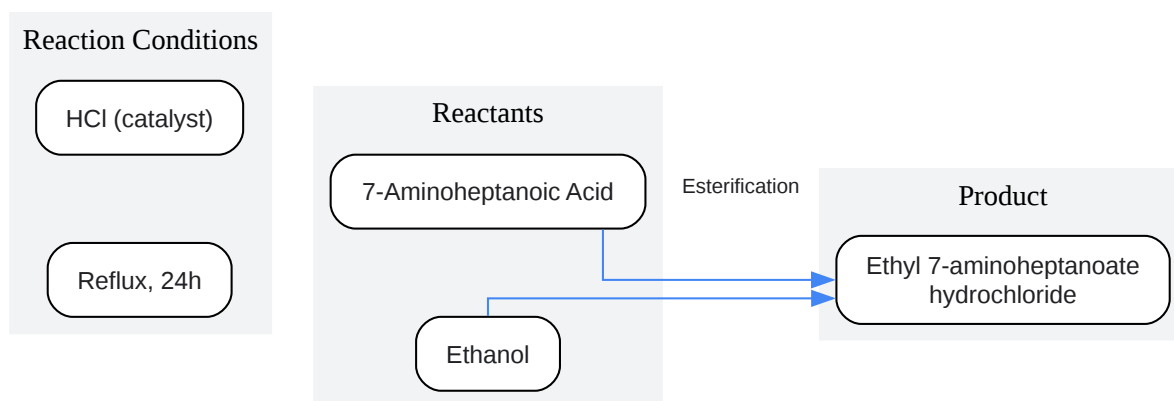 Reaction Conditions
HCl (catalyst)
Reflux, 24h
Reactants
7-Aminoheptanoic Acid
Ethanol
Esterification
Product
Ethyl 7-aminoheptanoate
hydrochloride